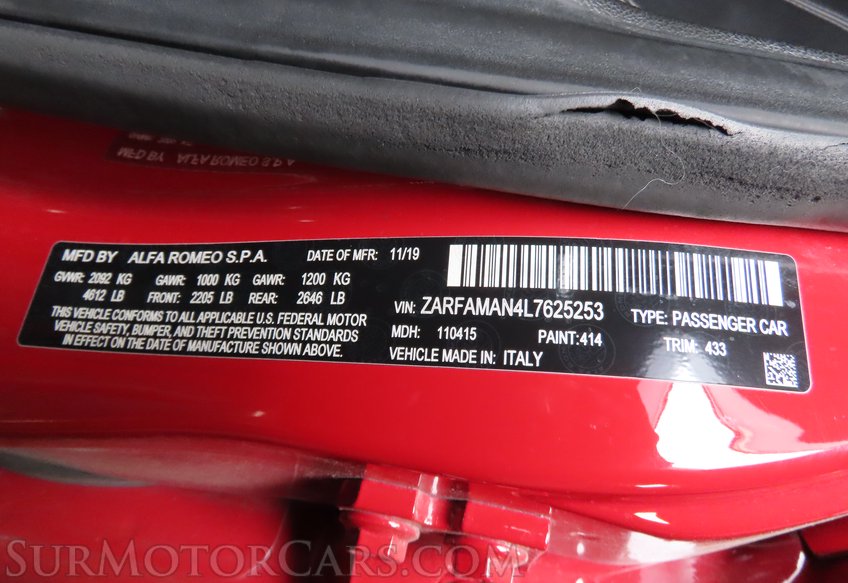 MFD BY ALFA ROMEO S.P.A. DATE OF MFR: 11/19
GVWR: 2092 KG GAWR: 1000 KG GAWR: 1200 KG
4612 LB FRONT: 2205 LB REAR: 2646 LB
THIS VEHICLE CONFORMS TO ALL APPLICABLE U.S. FEDERAL MOTOR
VEHICLE SAFETY, BUMPER, AND THEFT PREVENTION STANDARDS
IN EFFECT ON THE DATE OF MANUFACTURE SHOWN ABOVE.
VIN: ZARFAMAN4L7625253 TYPE: PASSENGER CAR
MDH: 110415 PAINT: 414 TRIM: 433
VEHICLE MADE IN: ITALY
SURMOTORCARS.COM